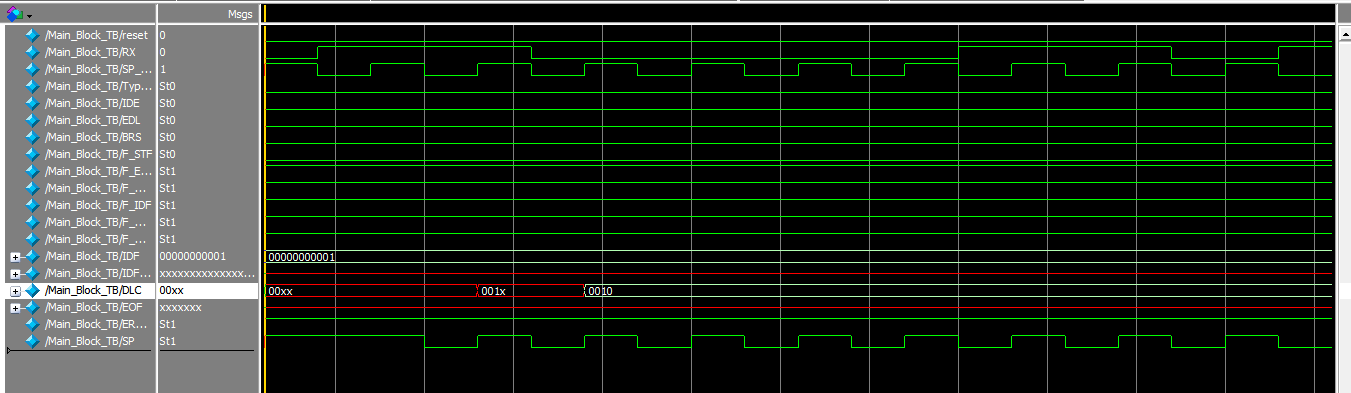 Msgs
/Main_Block_TB/reset 0
/Main_Block_TB/RX 0
/Main_Block_TB/SP_... 1
/Main_Block_TB/Typ... St0
/Main_Block_TB/IDE St0
/Main_Block_TB/EDL St0
/Main_Block_TB/BRS St0
/Main_Block_TB/F_STF St0
/Main_Block_TB/F_E... St1
/Main_Block_TB/F_... St1
/Main_Block_TB/F_IDF St1
/Main_Block_TB/F_... St1
/Main_Block_TB/F_... St1
/Main_Block_TB/IDF 00000000001 00000000001
/Main_Block_TB/IDF... xxxxxxxxxxxxxx...
/Main_Block_TB/DLC 00xx 00xx 001x 0010
/Main_Block_TB/EOF xxxxxxx
/Main_Block_TB/ER... St1
/Main_Block_TB/SP St1